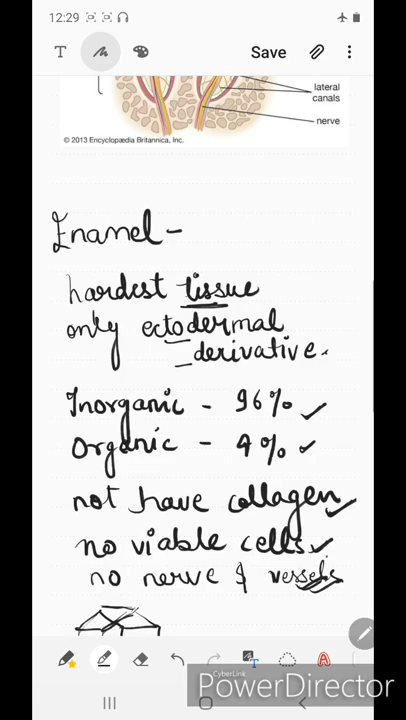 12:29
T
Save
lateral
canals
nerve
© 2013 Encyclopædia Britannica, Inc.
Enamel -
hardest tissue
only ectodermal
- derivative.
Inorganic - 96% ✓
Organic - 4% ✓
not have collagen ✓
no viable cells ✓
no nerve & vessels
T
A
CyberLink
PowerDirector